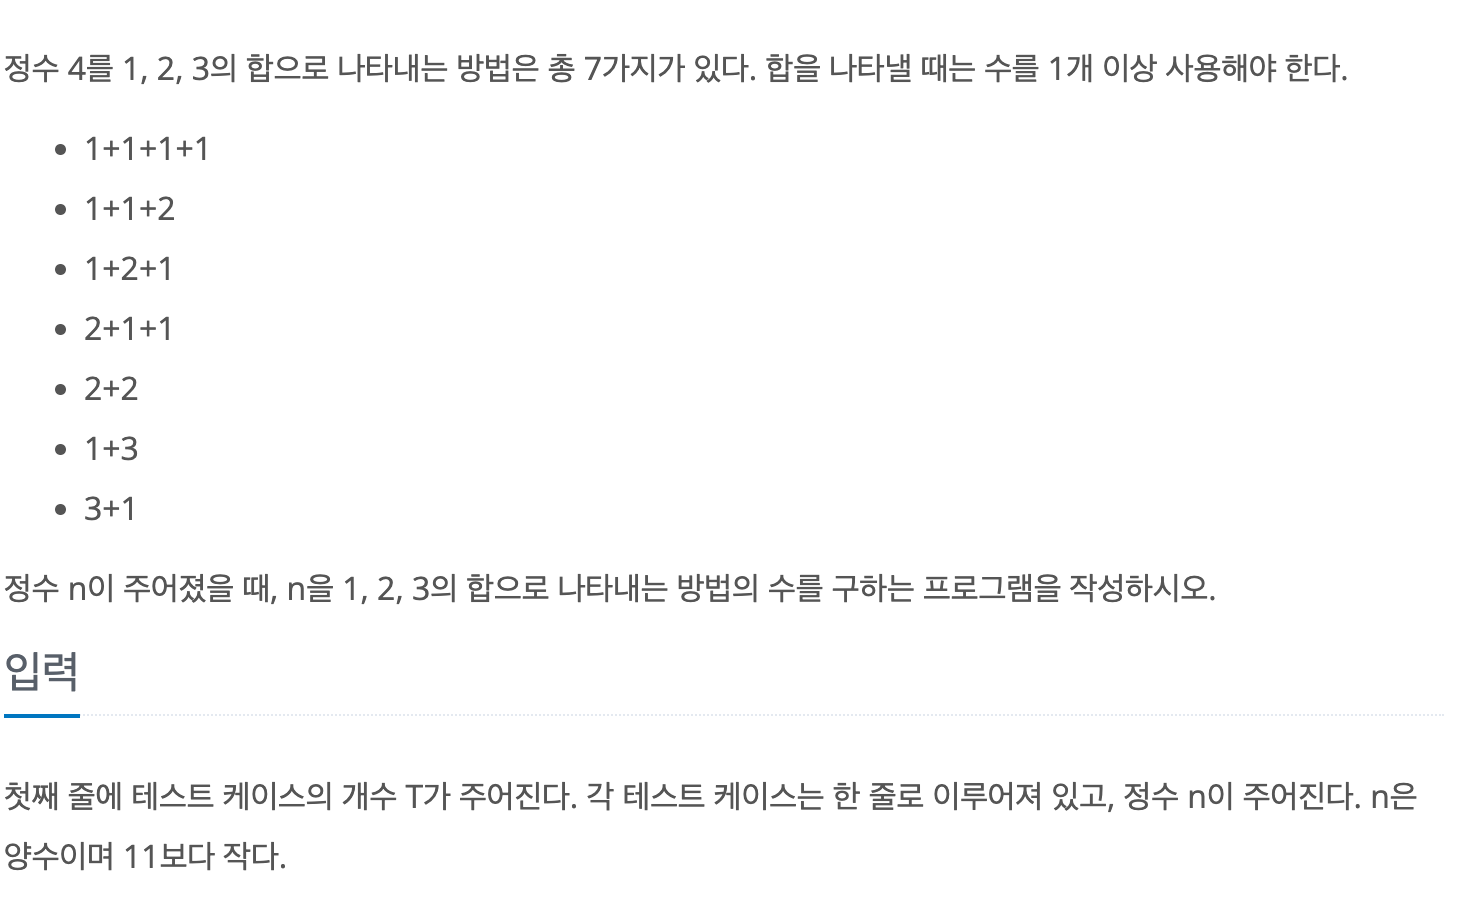 정수 4를 1, 2, 3의 합으로 나타내는 방법은 총 7가지가 있다. 합을 나타낼 때는 수를 1개 이상 사용해야 한다.
• 1+1+1+1
• 1+1+2
• 1+2+1
• 2+1+1
• 2+2
• 1+3
• 3+1
정수 n이 주어졌을 때, n을 1, 2, 3의 합으로 나타내는 방법의 수를 구하는 프로그램을 작성하시오.
입력
첫째 줄에 테스트 케이스의 개수 T가 주어진다. 각 테스트 케이스는 한 줄로 이루어져 있고, 정수 n이 주어진다. n은
양수이며 11보다 작다.